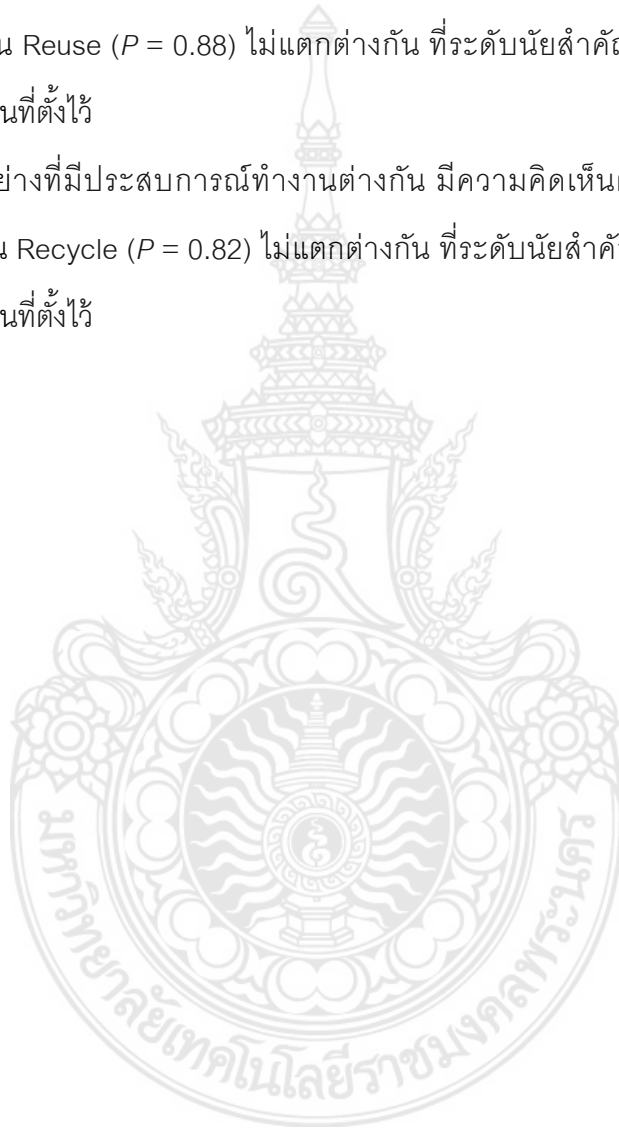 น Reuse (P = 0.88) ไม่แตกต่างกัน ที่ระดับนัยสำคัญ
นที่ตั้งไว้
ย่างที่มีประสบการณ์ทำงานต่างกัน มีความคิดเห็น
น Recycle (P = 0.82) ไม่แตกต่างกัน ที่ระดับนัยสำคั
นที่ตั้งไว้
มหาวิทยาลัยเทคโนโลยีราชมงคลพระนคร